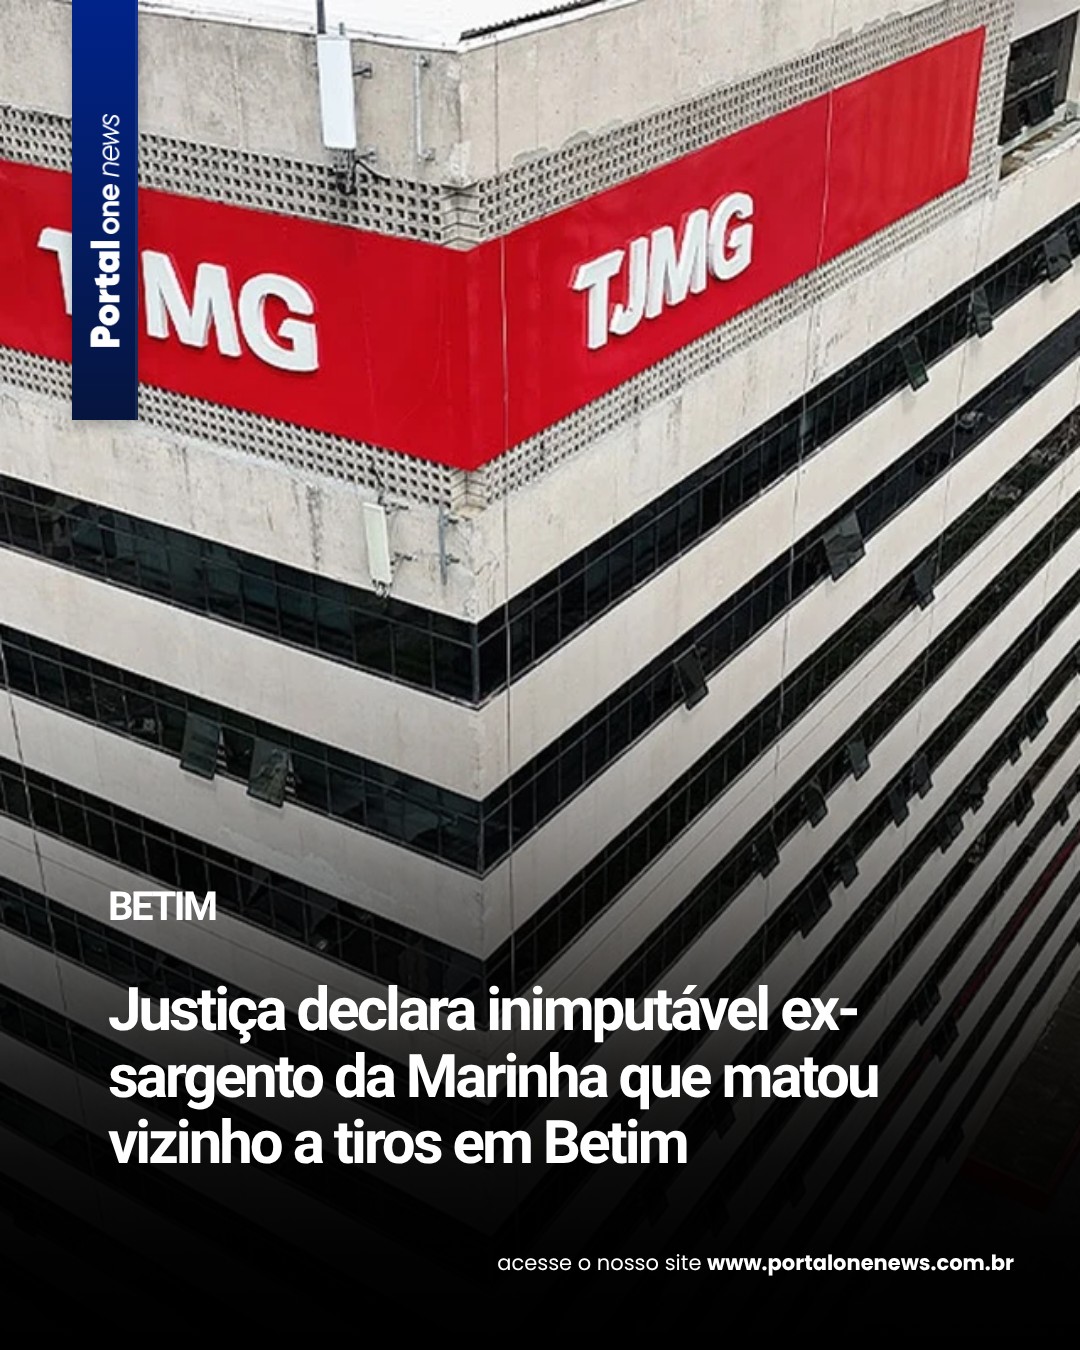 Portal one news
TJMG
TJMG
BETIM
Justiça declara inimputável ex-
sargento da Marinha que matou
vizinho a tiros em Betim
acesse o nosso site www.portalonenews.com.br